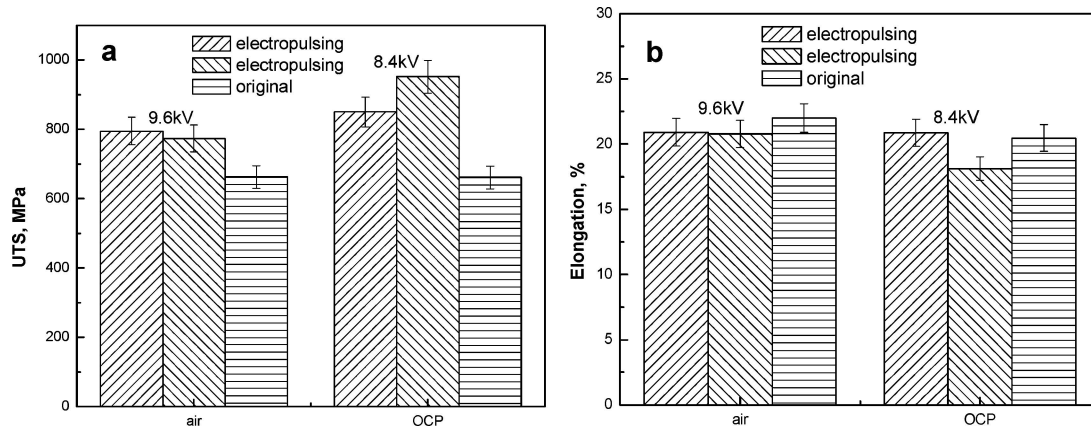 a
electropulsing
electropulsing
original
9.6kV
8.4kV
1000
800
600
400
200
0
UTS, MPa
air
OCP
b
electropulsing
electropulsing
original
9.6kV
8.4kV
30
25
20
15
10
5
0
Elongation, %
air
OCP